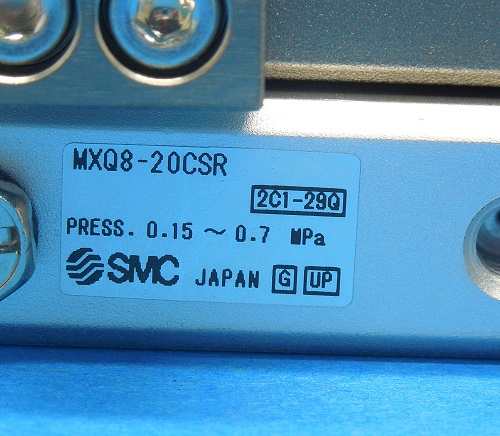 MXQ8-20CSR
2C1-29Q
PRESS. 0.15 ~ 0.7 MPa
SMC JAPAN G UP